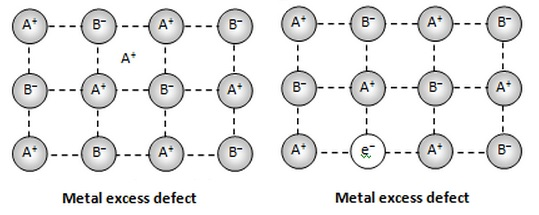 A⁺ B⁻ A⁺ B⁻
A⁺
B⁻ A⁺ B⁻ A⁺
A⁺ B⁻ A⁺ B⁻
Metal excess defect
A⁺ B⁻ A⁺ B⁻
B⁻ A⁺ B⁻ A⁺
A⁺ e⁻ A⁺ B⁻
Metal excess defect